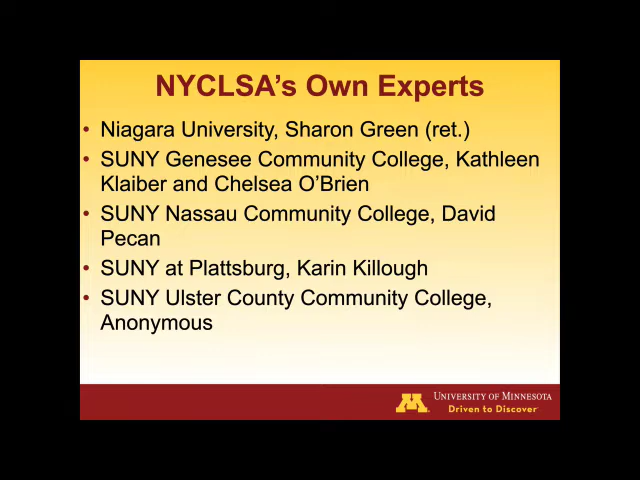 NYCLSA's Own Experts
• Niagara University, Sharon Green (ret.)
• SUNY Genesee Community College, Kathleen
Klaiber and Chelsea O'Brien
• SUNY Nassau Community College, David
Pecan
• SUNY at Plattsburg, Karin Killough
• SUNY Ulster County Community College,
Anonymous
M
UNIVERSITY OF MINNESOTA
Driven to Discover